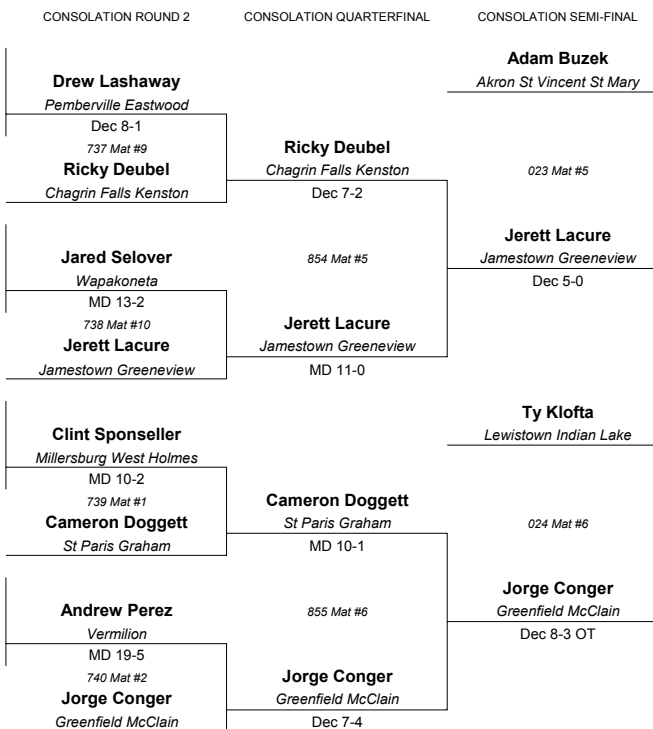 CONSOLATION ROUND 2
CONSOLATION QUARTERFINAL
CONSOLATION SEMI-FINAL
Drew Lashaway
Pemberville Eastwood
Dec 8-1
737 Mat #9
Ricky Deubel
Chagrin Falls Kenston
Jared Selover
Wapakoneta
MD 13-2
738 Mat #10
Jerett Lacure
Jamestown Greeneview
Clint Sponseller
Millersburg West Holmes
MD 10-2
739 Mat #1
Cameron Doggett
St Paris Graham
Andrew Perez
Vermilion
MD 19-5
740 Mat #2
Jorge Conger
Greenfield McClain
Ricky Deubel
Chagrin Falls Kenston
Dec 7-2
854 Mat #5
Jerett Lacure
Jamestown Greeneview
MD 11-0
Cameron Doggett
St Paris Graham
MD 10-1
855 Mat #6
Jorge Conger
Greenfield McClain
Dec 7-4
Adam Buzek
Akron St Vincent St Mary
023 Mat #5
Jerett Lacure
Jamestown Greeneview
Dec 5-0
Ty Klofta
Lewistown Indian Lake
024 Mat #6
Jorge Conger
Greenfield McClain
Dec 8-3 OT